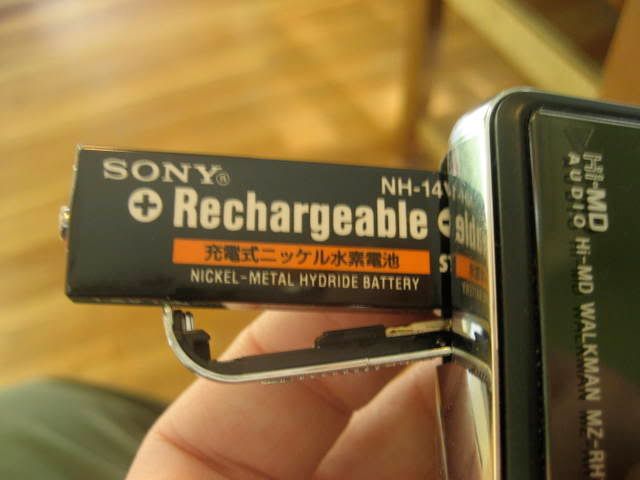 SONY®
NH-14
Rechargeable
充電式ニッケル水素電池
NICKEL-METAL HYDRIDE BATTERY
Hi-MD
AUDIO
Hi-MD WALKMAN MZ-RH